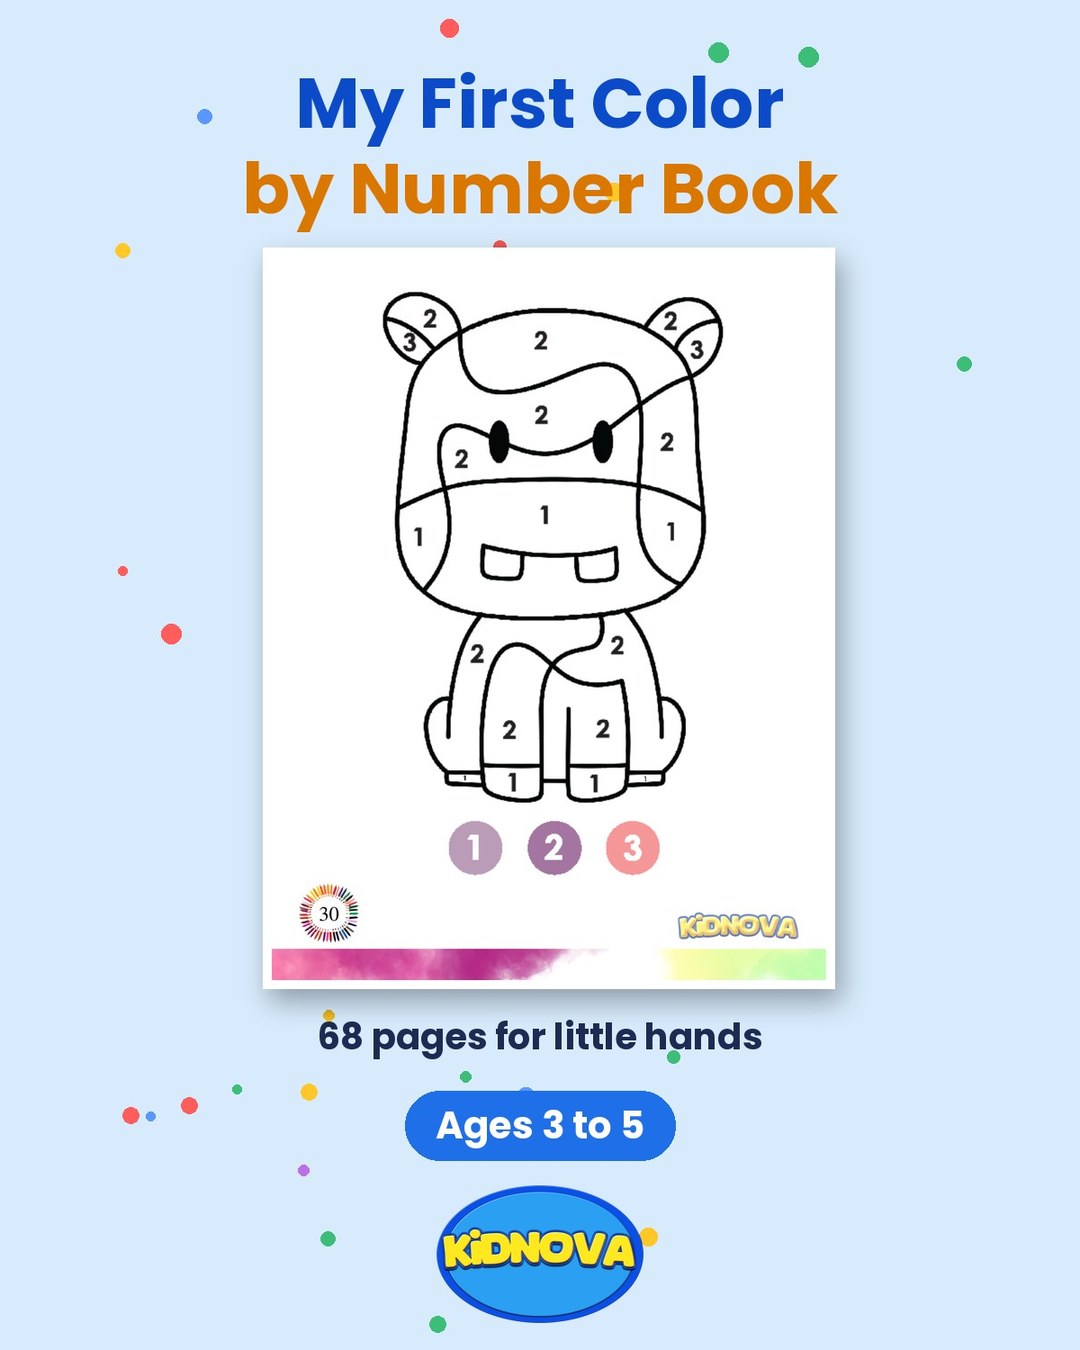 My First Color
by Number Book
2 2
3 2 3
2
2 2
1 1 1
2 2
2 2
1 1 1 1
1 2 3
30 KiDNOVA
68 pages for little hands
Ages 3 to 5
KiDNOVA